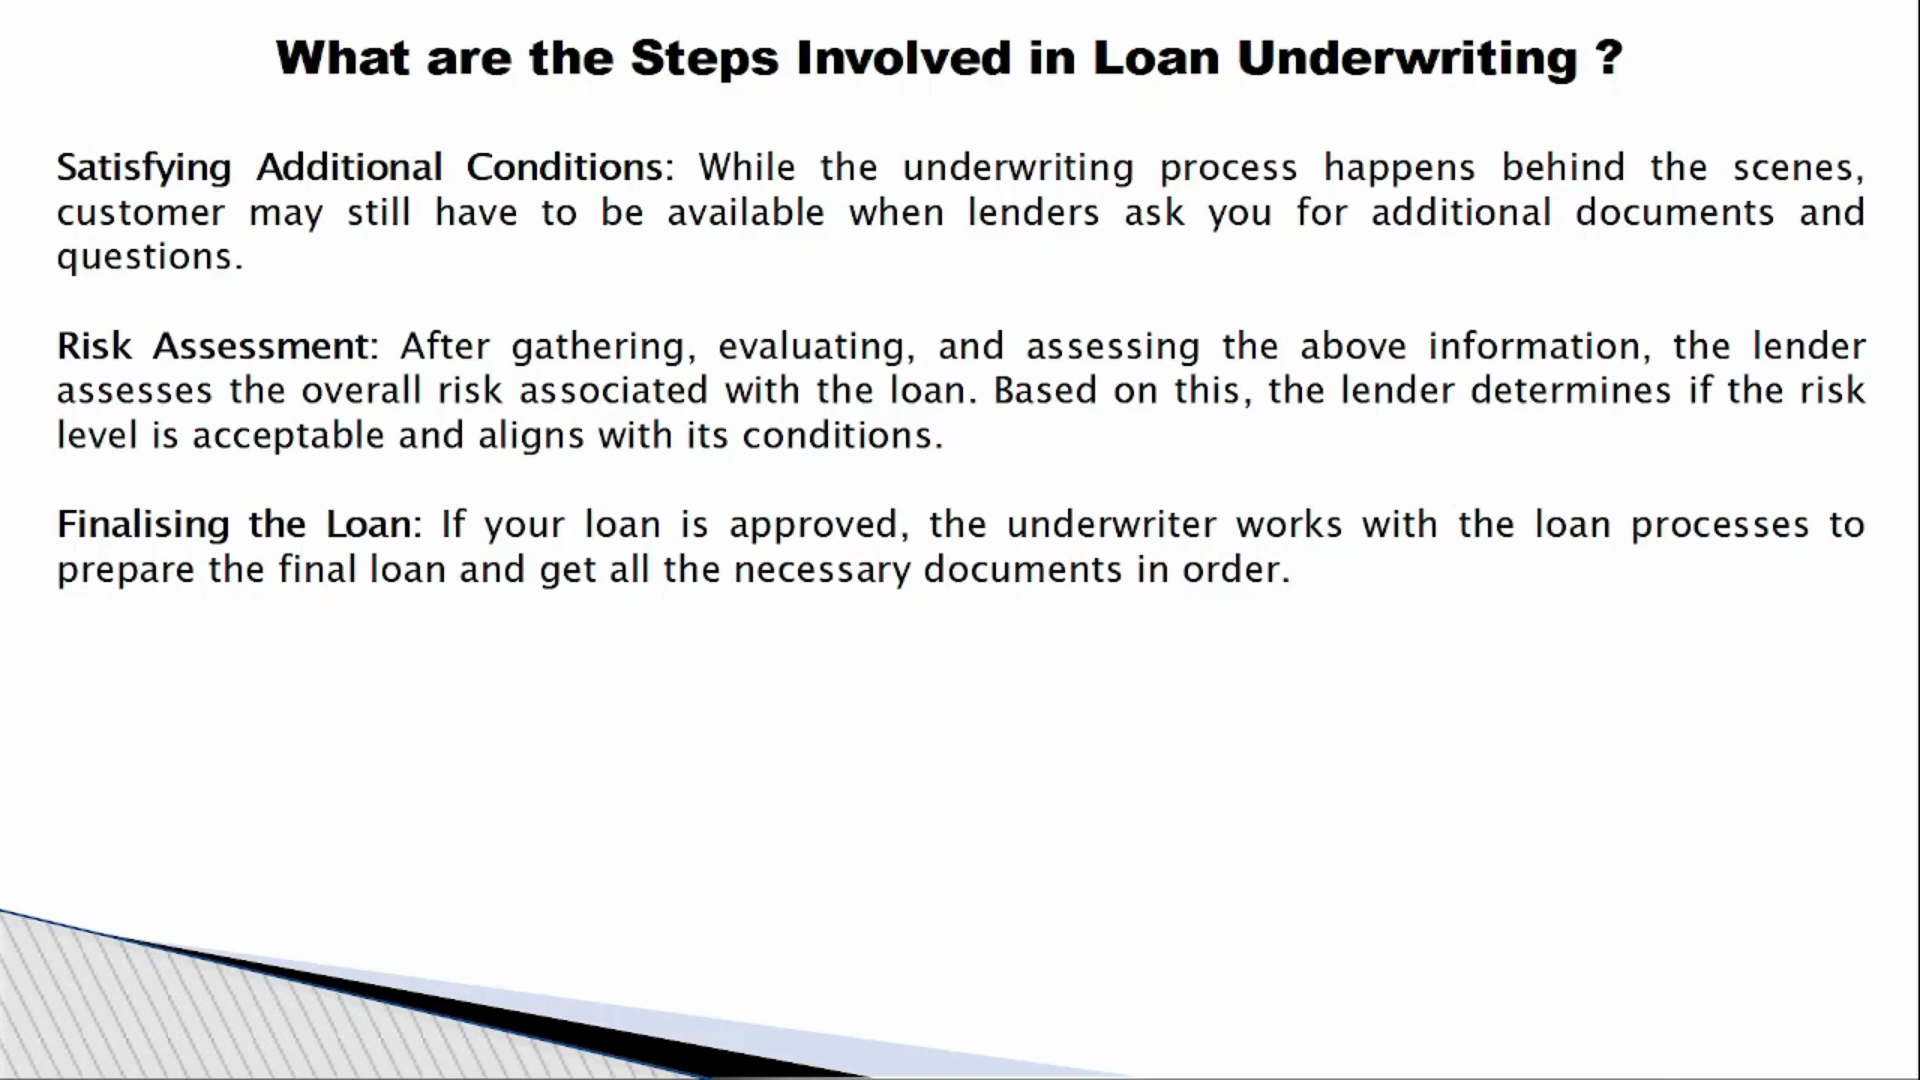 What are the Steps Involved in Loan Underwriting ?
Satisfying Additional Conditions: While the underwriting process happens behind the scenes,
customer may still have to be available when lenders ask you for additional documents and
questions.
Risk Assessment: After gathering, evaluating, and assessing the above information, the lender
assesses the overall risk associated with the loan. Based on this, the lender determines if the risk
level is acceptable and aligns with its conditions.
Finalising the Loan: If your loan is approved, the underwriter works with the loan processes to
prepare the final loan and get all the necessary documents in order.